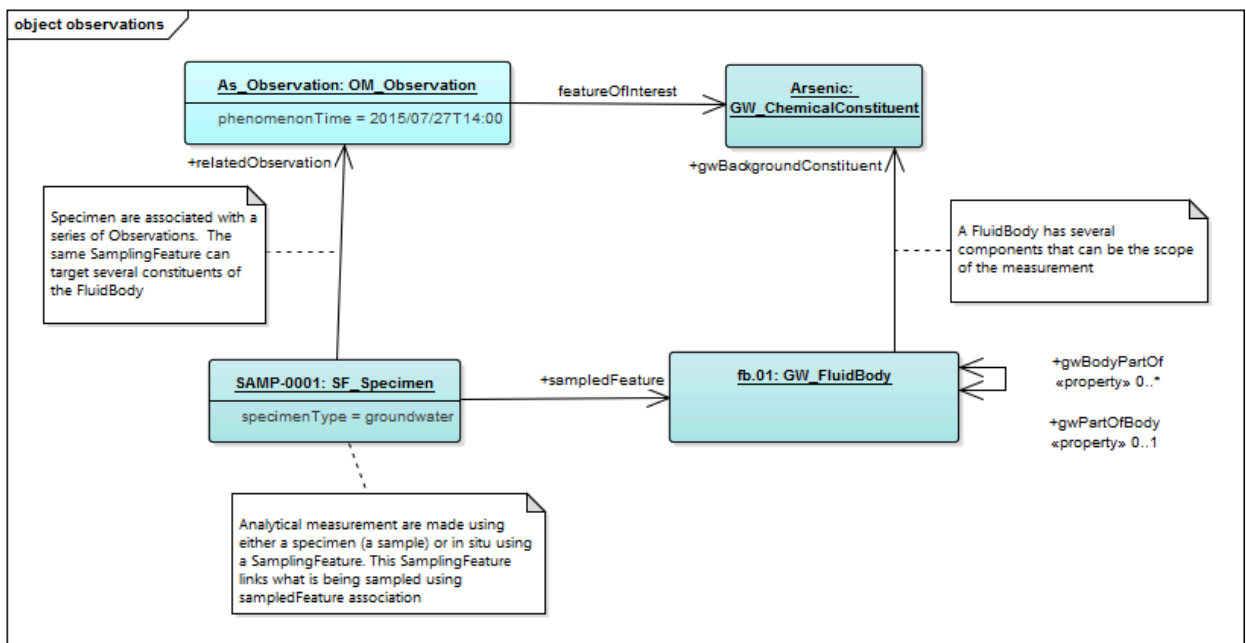 object observations
As_Observation: OM_Observation
phenomenonTime = 2015/07/27T14:00
featureOfInterest
Arsenic:
GW_ChemicalConstituent
+relatedObservation
+gwBackgroundConstituent
Specimen are associated with a
series of Observations.  The
same SamplingFeature can
target several constituents of
the FluidBody
A FluidBody has several
components that can be the scope
of the measurement
SAMP-0001: SF_Specimen
specimenType = groundwater
+sampledFeature
fb.01: GW_FluidBody
+gwBodyPartOf
«property» 0..*
+gwPartOfBody
«property» 0..1
Analytical measurement are made using
either a specimen (a sample) or in situ using
a SamplingFeature. This SamplingFeature
links what is being sampled using
sampledFeature association